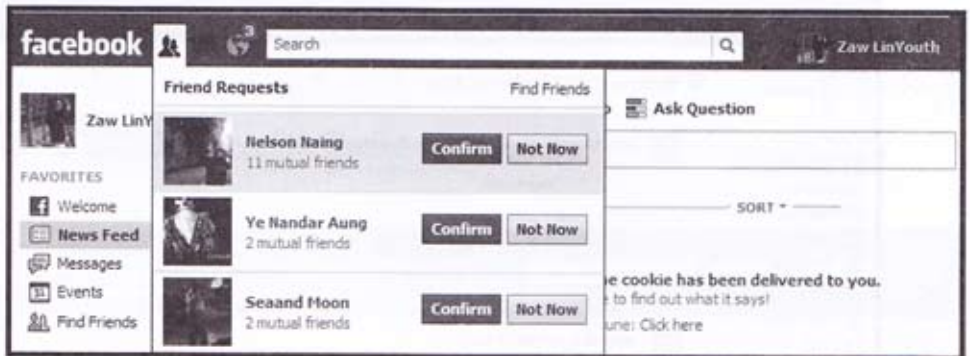 facebook 3 Search Zaw LinYouth
Friend Requests Find Friends
Zaw LinY
Nelson Naing
11 mutual friends
Confirm Not Now
Ye Nandar Aung
2 mutual friends
Confirm Not Now
Seaand Moon
2 mutual friends
Confirm Not Now
FAVORITES
Welcome
News Feed
Messages
31 Events
Find Friends
Ask Question
SORT
cookie has been delivered to you.
to find out what it says!
Click here